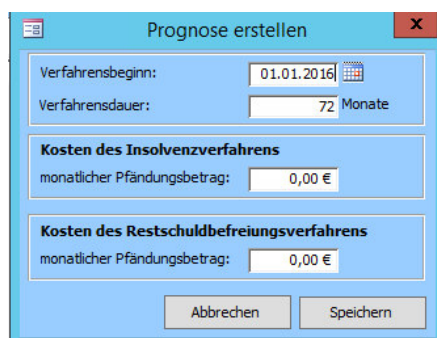 Prognose erstellen
x
Verfahrensbeginn: 01.01.2016
Verfahrensdauer: 72 Monate
Kosten des Insolvenzverfahrens
monatlicher Pfändungsbetrag: 0,00 €
Kosten des Restschuldbefreiungsverfahrens
monatlicher Pfändungsbetrag: 0,00 €
Abbrechen Speichern